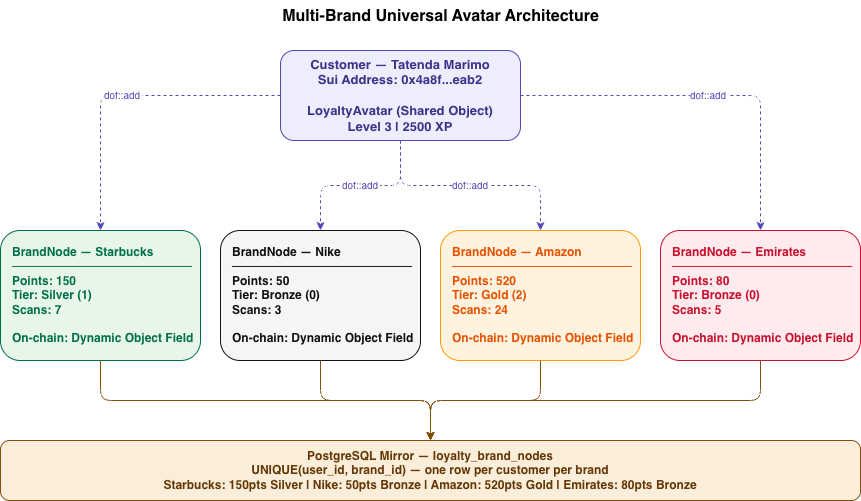 Multi-Brand Universal Avatar Architecture
Customer — Tatenda Marimo
Sui Address: 0x4a8f...eab2
LoyaltyAvatar (Shared Object)
Level 3 | 2500 XP
dof::add
dof::add
dof::add
dof::add
BrandNode — Starbucks
Points: 150
Tier: Silver (1)
Scans: 7
On-chain: Dynamic Object Field
BrandNode — Nike
Points: 50
Tier: Bronze (0)
Scans: 3
On-chain: Dynamic Object Field
BrandNode — Amazon
Points: 520
Tier: Gold (2)
Scans: 24
On-chain: Dynamic Object Field
BrandNode — Emirates
Points: 80
Tier: Bronze (0)
Scans: 5
On-chain: Dynamic Object Field
PostgreSQL Mirror — loyalty_brand_nodes
UNIQUE(user_id, brand_id) — one row per customer per brand
Starbucks: 150pts Silver | Nike: 50pts Bronze | Amazon: 520pts Gold | Emirates: 80pts Bronze